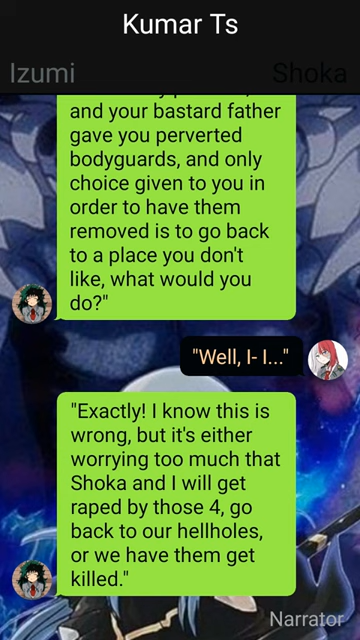 Kumar Ts
Izumi
Shoka
and your bastard father
gave you perverted
bodyguards, and only
choice given to you in
order to have them
removed is to go back
to a place you don't
like, what would you
do?"
"Well, I- I..."
"Exactly! I know this is
wrong, but it's either
worrying too much that
Shoka and I will get
raped by those 4, go
back to our hellholes,
or we have them get
killed."
Narrator